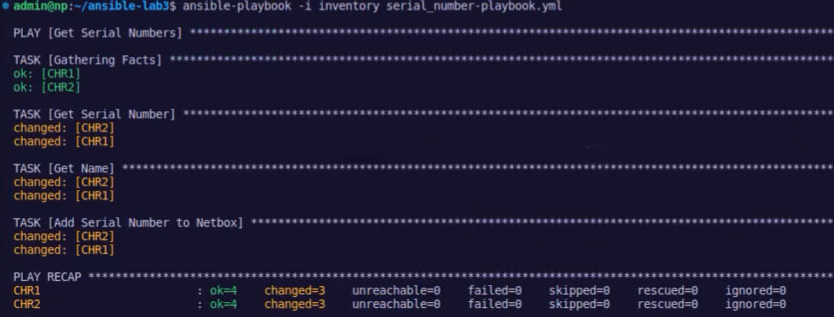 admin@np:~/ansible-lab3$ ansible-playbook -i inventory serial_number-playbook.yml
PLAY [Get Serial Numbers] ************************************************************************************************
TASK [Gathering Facts] ***************************************************************************************************
ok: [CHR1]
ok: [CHR2]
TASK [Get Serial Number] *************************************************************************************************
changed: [CHR2]
changed: [CHR1]
TASK [Get Name] **********************************************************************************************************
changed: [CHR2]
changed: [CHR1]
TASK [Add Serial Number to Netbox] ***************************************************************************************
changed: [CHR2]
changed: [CHR1]
PLAY RECAP ***************************************************************************************************************
CHR1 : ok=4 changed=3 unreachable=0 failed=0 skipped=0 rescued=0 ignored=0
CHR2 : ok=4 changed=3 unreachable=0 failed=0 skipped=0 rescued=0 ignored=0